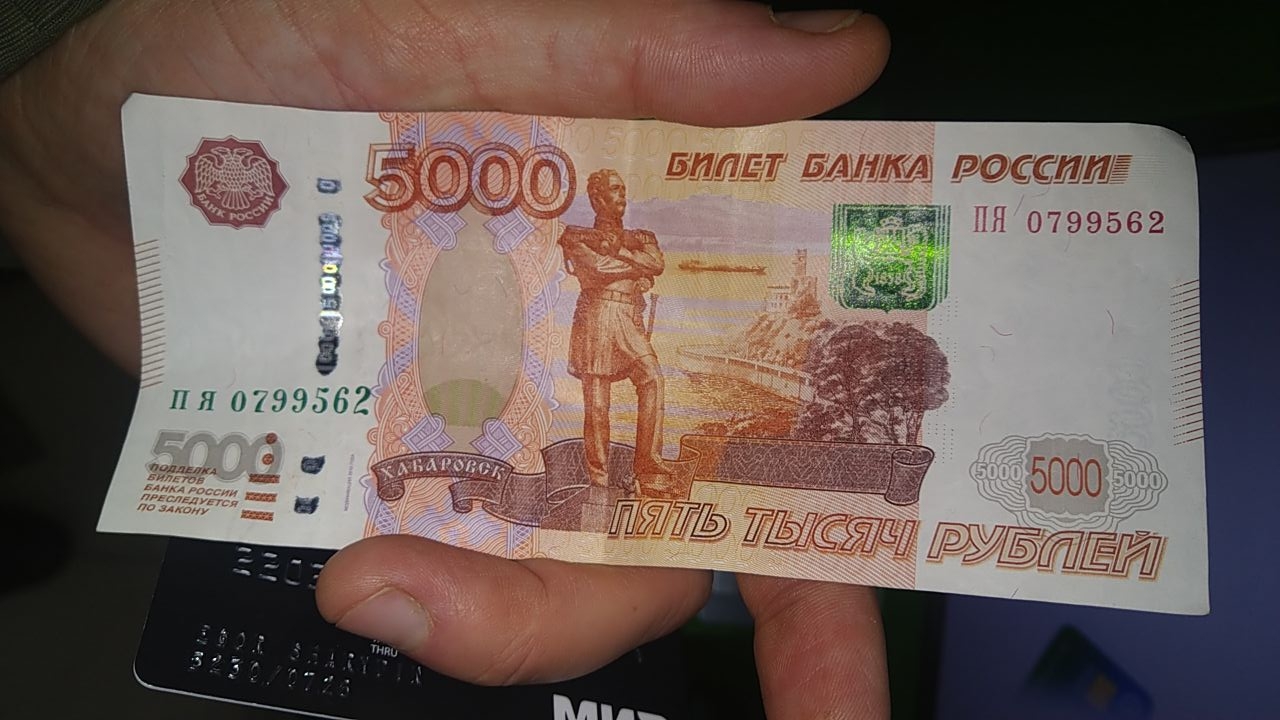 5000
БИЛЕТ БАНКА РОССИИ
БАНК РОССИИ
ПЯ 0799562
ПЯ 0799562
5000
ПОДДЕЛКА
БИЛЕТОВ
БАНКА РОССИИ
ПРЕСЛЕДУЕТСЯ
ПО ЗАКОНУ
ХАБАРОВСК
5000 5000 5000
ПЯТЬ ТЫСЯЧ РУБЛЕЙ
THRU
МИР